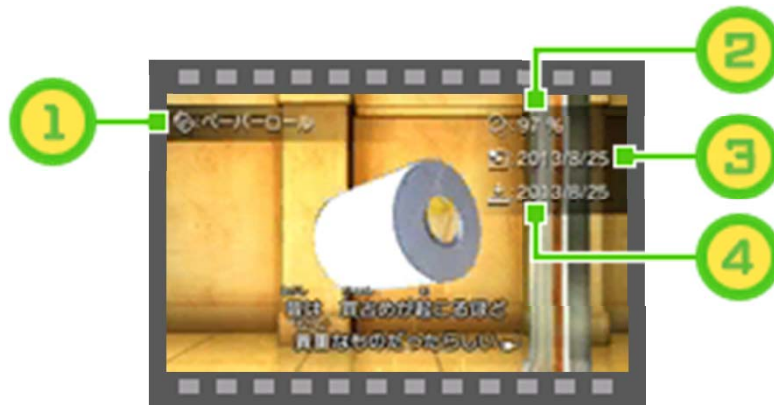 1
2
3
4
:ペーパーロール
:97 %
:2013/8/25
:2013/8/25
昔は 買占めが起こるほど
貴重なものだったらしい